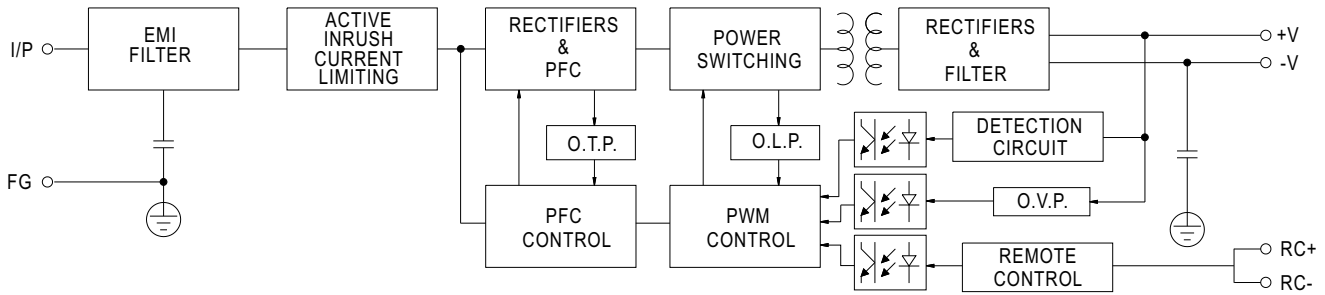 I/P
EMI
FILTER
ACTIVE
INRUSH
CURRENT
LIMITING
RECTIFIERS
&
PFC
POWER
SWITCHING
RECTIFIERS
&
FILTER
+V
-V
O.T.P.
O.L.P.
DETECTION
CIRCUIT
FG
PFC
CONTROL
PWM
CONTROL
O.V.P.
REMOTE
CONTROL
RC+
RC-